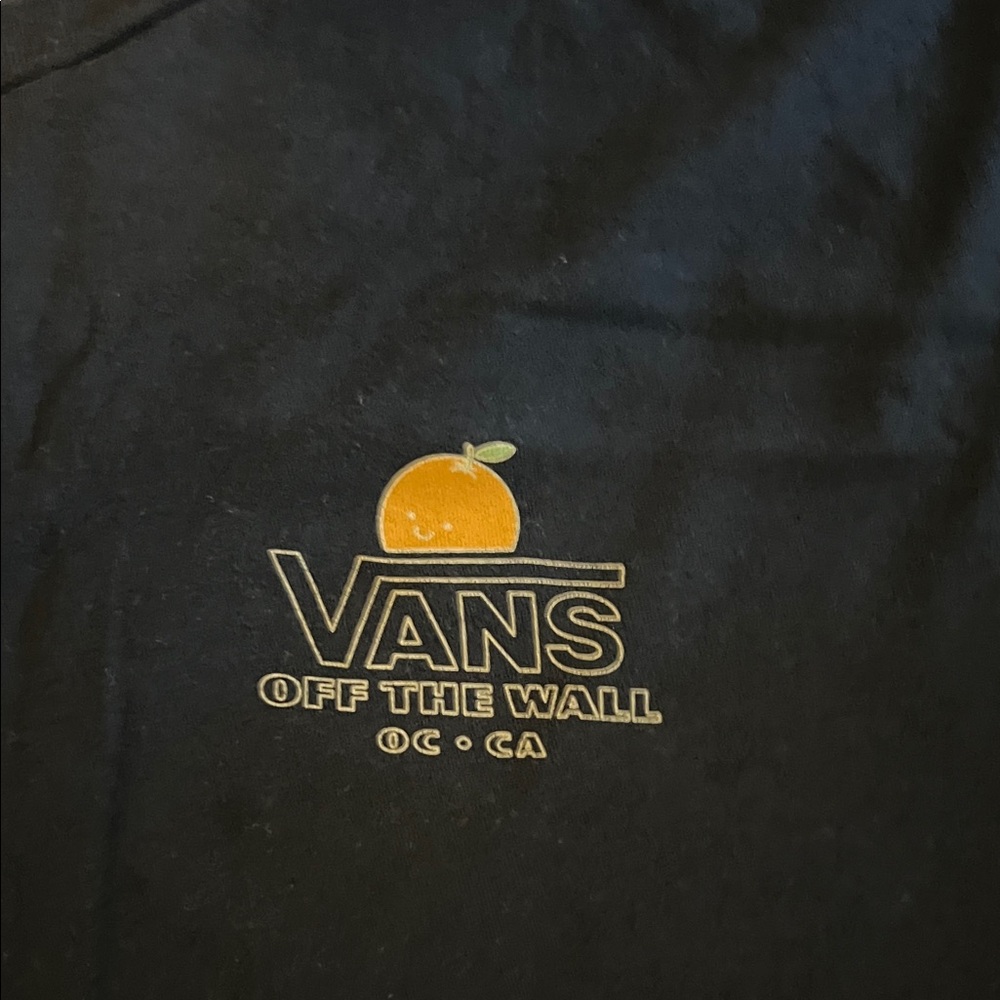 VANS
OFF THE WALL
OC • CA